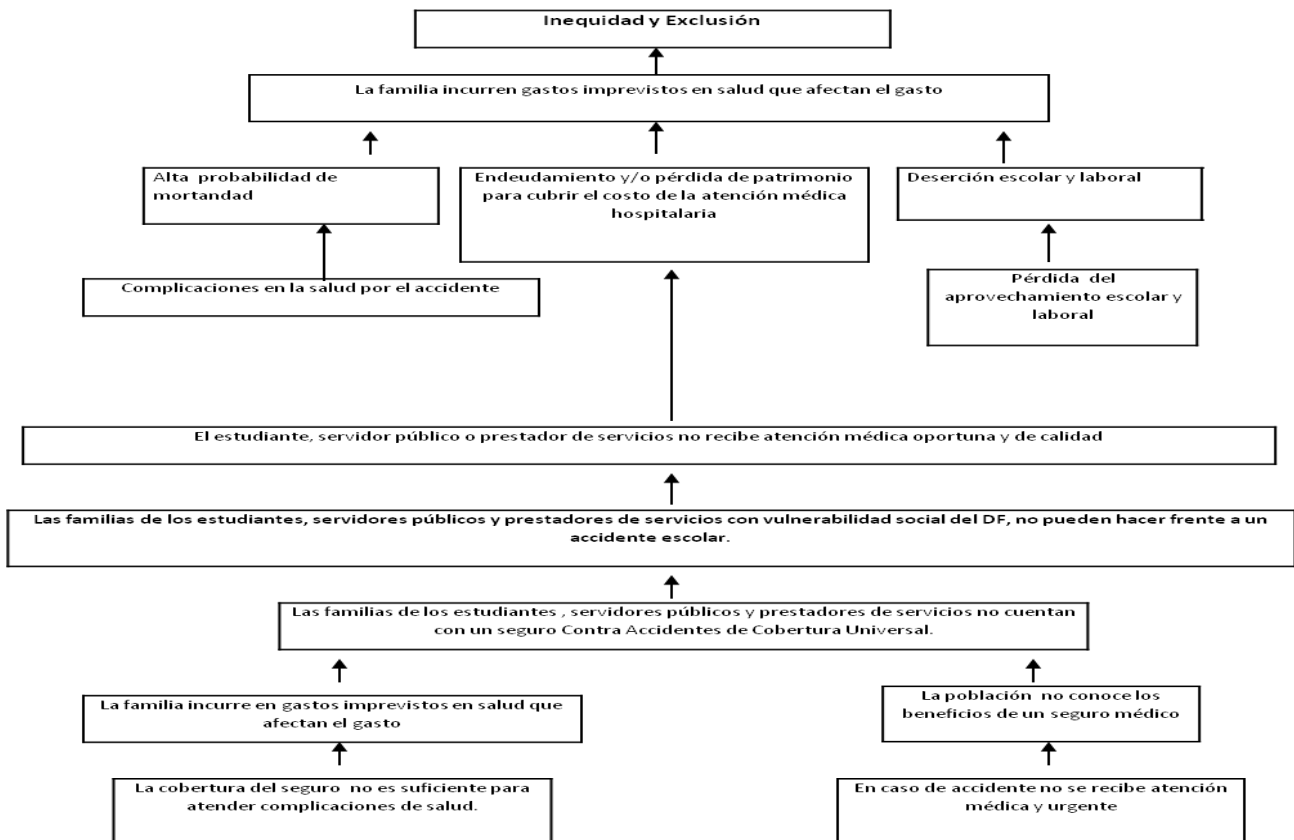 Inequidad y Exclusión
La familia incurren gastos imprevistos en salud que afectan el gasto
Alta probabilidad de
mortandad
Endeudamiento y/o pérdida de patrimonio
para cubrir el costo de la atención médica
hospitalaria
Deserción escolar y laboral
Complicaciones en la salud por el accidente
Pérdida del
aprovechamiento escolar y
laboral
El estudiante, servidor público o prestador de servicios no recibe atención médica oportuna y de calidad
Las familias de los estudiantes, servidores públicos y prestadores de servicios con vulnerabilidad social del DF, no pueden hacer frente a un
accidente escolar.
Las familias de los estudiantes , servidores públicos y prestadores de servicios no cuentan
con un seguro Contra Accidentes de Cobertura Universal.
La familia incurre en gastos imprevistos en salud que
afectan el gasto
La población no conoce los
beneficios de un seguro médico
La cobertura del seguro no es suficiente para
atender complicaciones de salud.
En caso de accidente no se recibe atención
médica y urgente